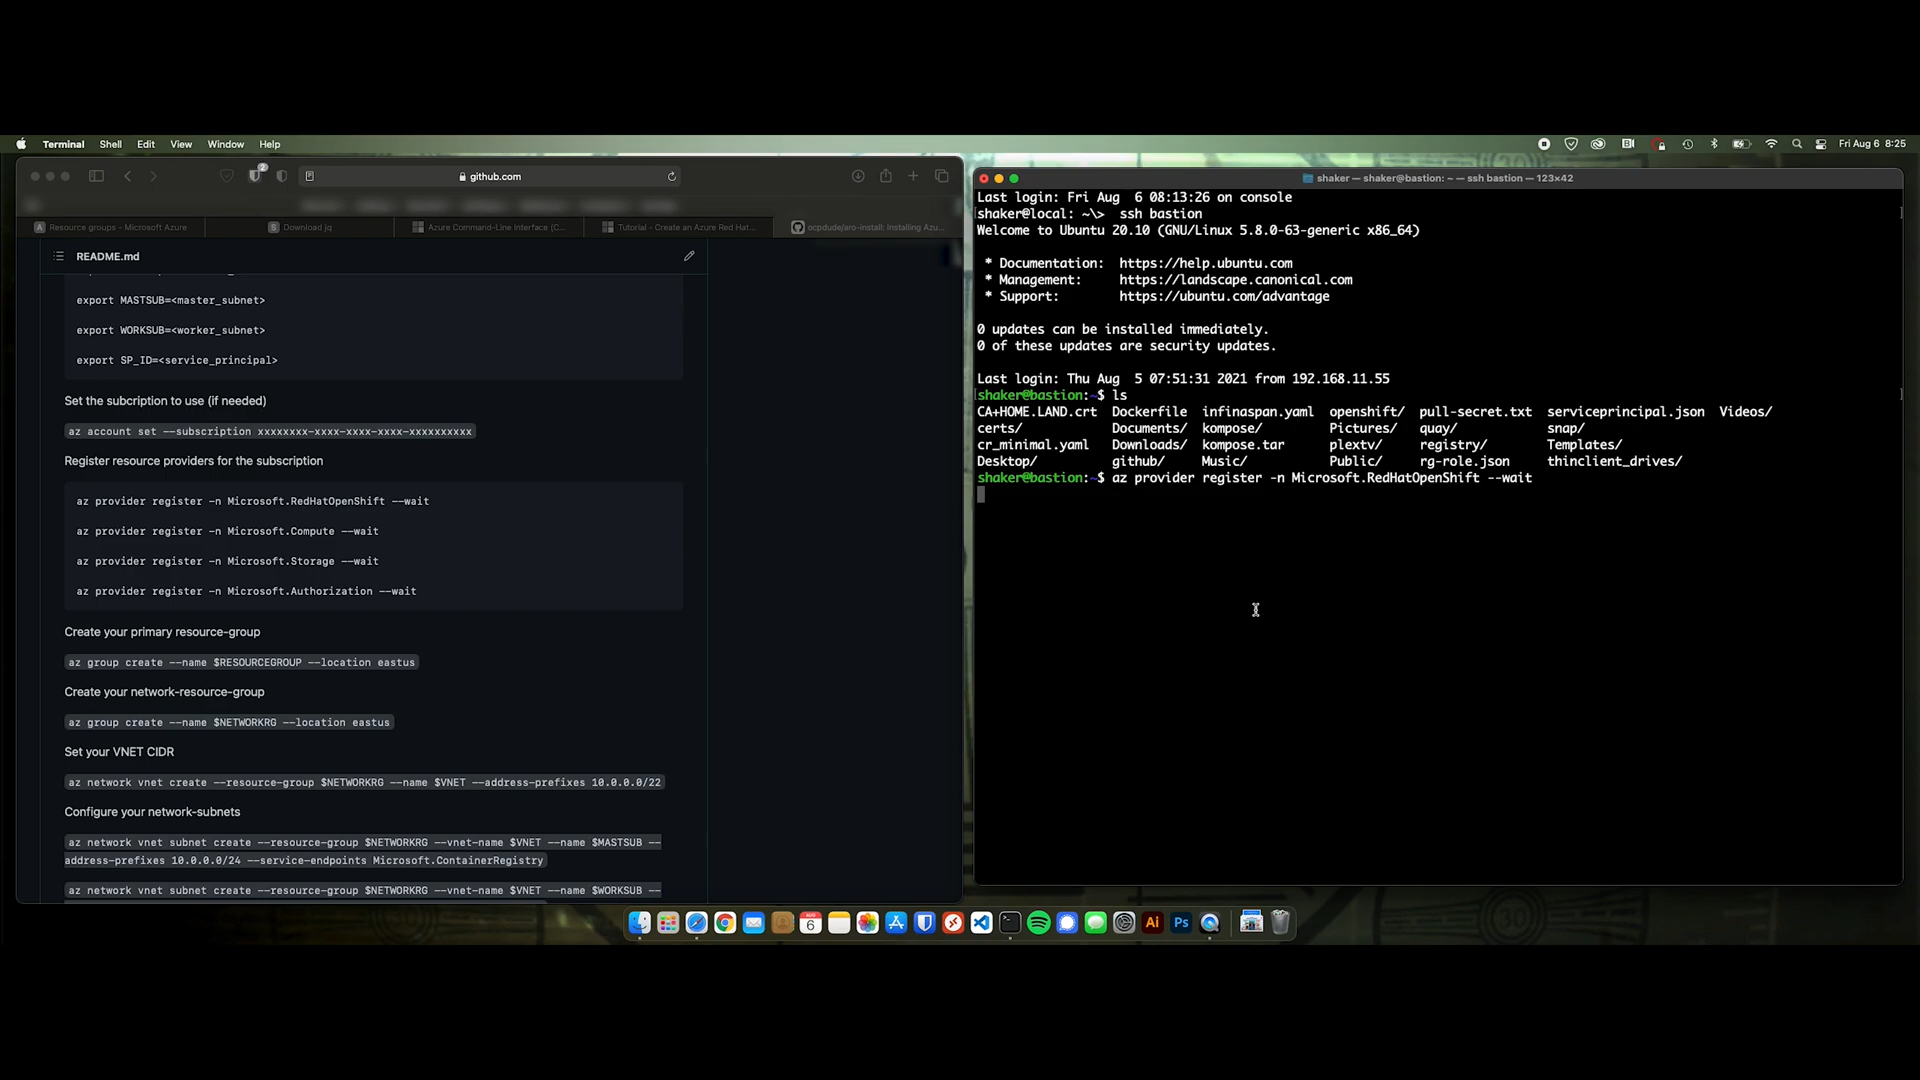 Terminal Shell Edit View Window Help
Fri Aug 6 8:25
2
github.com
Resource groups - Microsoft Azure
Download jq
Azure Command-Line Interface (C...
Tutorial - Create an Azure Red Hat...
ocpdude/aro-install: Installing Azu...
README.md
export MASTSUB=<master_subnet>
export WORKSUB=<worker_subnet>
export SP_ID=<service_principal>
Set the subcription to use (if needed)
az account set --subscription xxxxxxxx-xxxx-xxxx-xxxx-xxxxxxxxxx
Register resource providers for the subscription
az provider register -n Microsoft.RedHatOpenShift --wait
az provider register -n Microsoft.Compute --wait
az provider register -n Microsoft.Storage --wait
az provider register -n Microsoft.Authorization --wait
Create your primary resource-group
az group create --name $RESOURCEGROUP --location eastus
Create your network-resource-group
az group create --name $NETWORKRG --location eastus
Set your VNET CIDR
az network vnet create --resource-group $NETWORKRG --name $VNET --address-prefixes 10.0.0.0/22
Configure your network-subnets
az network vnet subnet create --resource-group $NETWORKRG --vnet-name $VNET --name $MASTSUB --
address-prefixes 10.0.0.0/24 --service-endpoints Microsoft.ContainerRegistry
az network vnet subnet create --resource-group $NETWORKRG --vnet-name $VNET --name $WORKSUB --
shaker — shaker@bastion: ~ — ssh bastion — 123×42
Last login: Fri Aug  6 08:13:26 on console
shaker@local: ~\>  ssh bastion
Welcome to Ubuntu 20.10 (GNU/Linux 5.8.0-63-generic x86_64)
* Documentation:  https://help.ubuntu.com
* Management:     https://landscape.canonical.com
* Support:        https://ubuntu.com/advantage
0 updates can be installed immediately.
0 of these updates are security updates.
Last login: Thu Aug  5 07:51:31 2021 from 192.168.11.55
shaker@bastion:~$ ls
CA+HOME.LAND.crt  Dockerfile  infinaspan.yaml  openshift/  pull-secret.txt  serviceprincipal.json  Videos/
certs/  Documents/  kompose/  Pictures/  quay/  snap/
cr_minimal.yaml  Downloads/  kompose.tar  plextv/  registry/  Templates/
Desktop/  github/  Music/  Public/  rg-role.json  thinclient_drives/
shaker@bastion:~$ az provider register -n Microsoft.RedHatOpenShift --wait
AUG
6
Ai
Ps